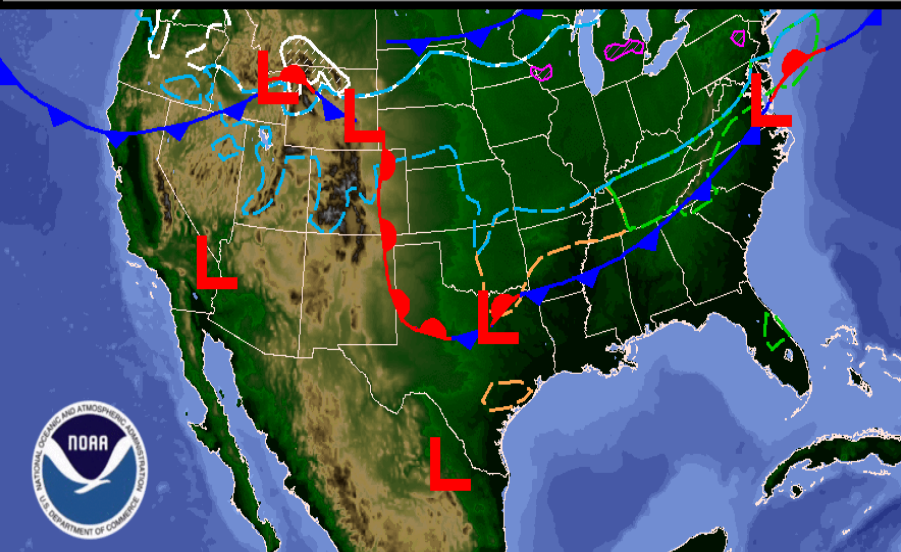 L
L
L
L
L
L
NATIONAL OCEANIC AND ATMOSPHERIC ADMINISTRATION
NOAA
U.S. DEPARTMENT OF COMMERCE